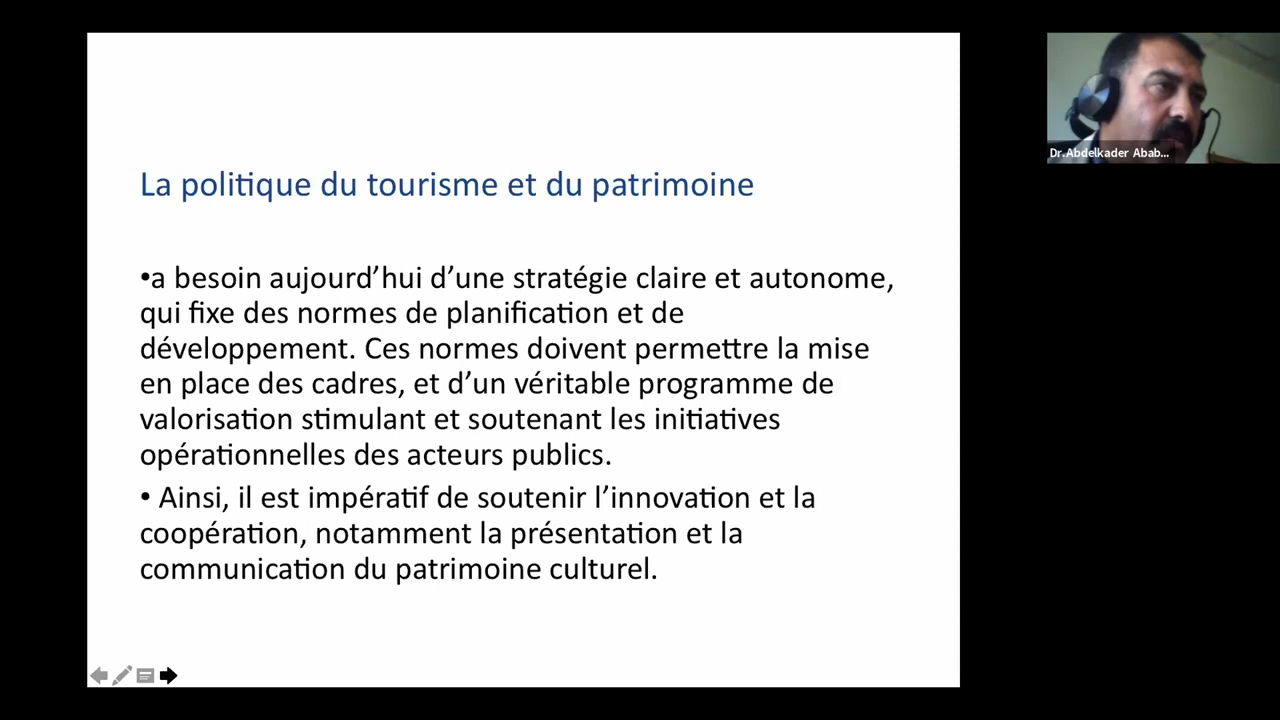 La politique du tourisme et du patrimoine
•a besoin aujourd’hui d’une stratégie claire et autonome,
qui fixe des normes de planification et de
développement. Ces normes doivent permettre la mise
en place des cadres, et d’un véritable programme de
valorisation stimulant et soutenant les initiatives
opérationnelles des acteurs publics.
• Ainsi, il est impératif de soutenir l’innovation et la
coopération, notamment la présentation et la
communication du patrimoine culturel.
Dr.Abdelkader Abab...